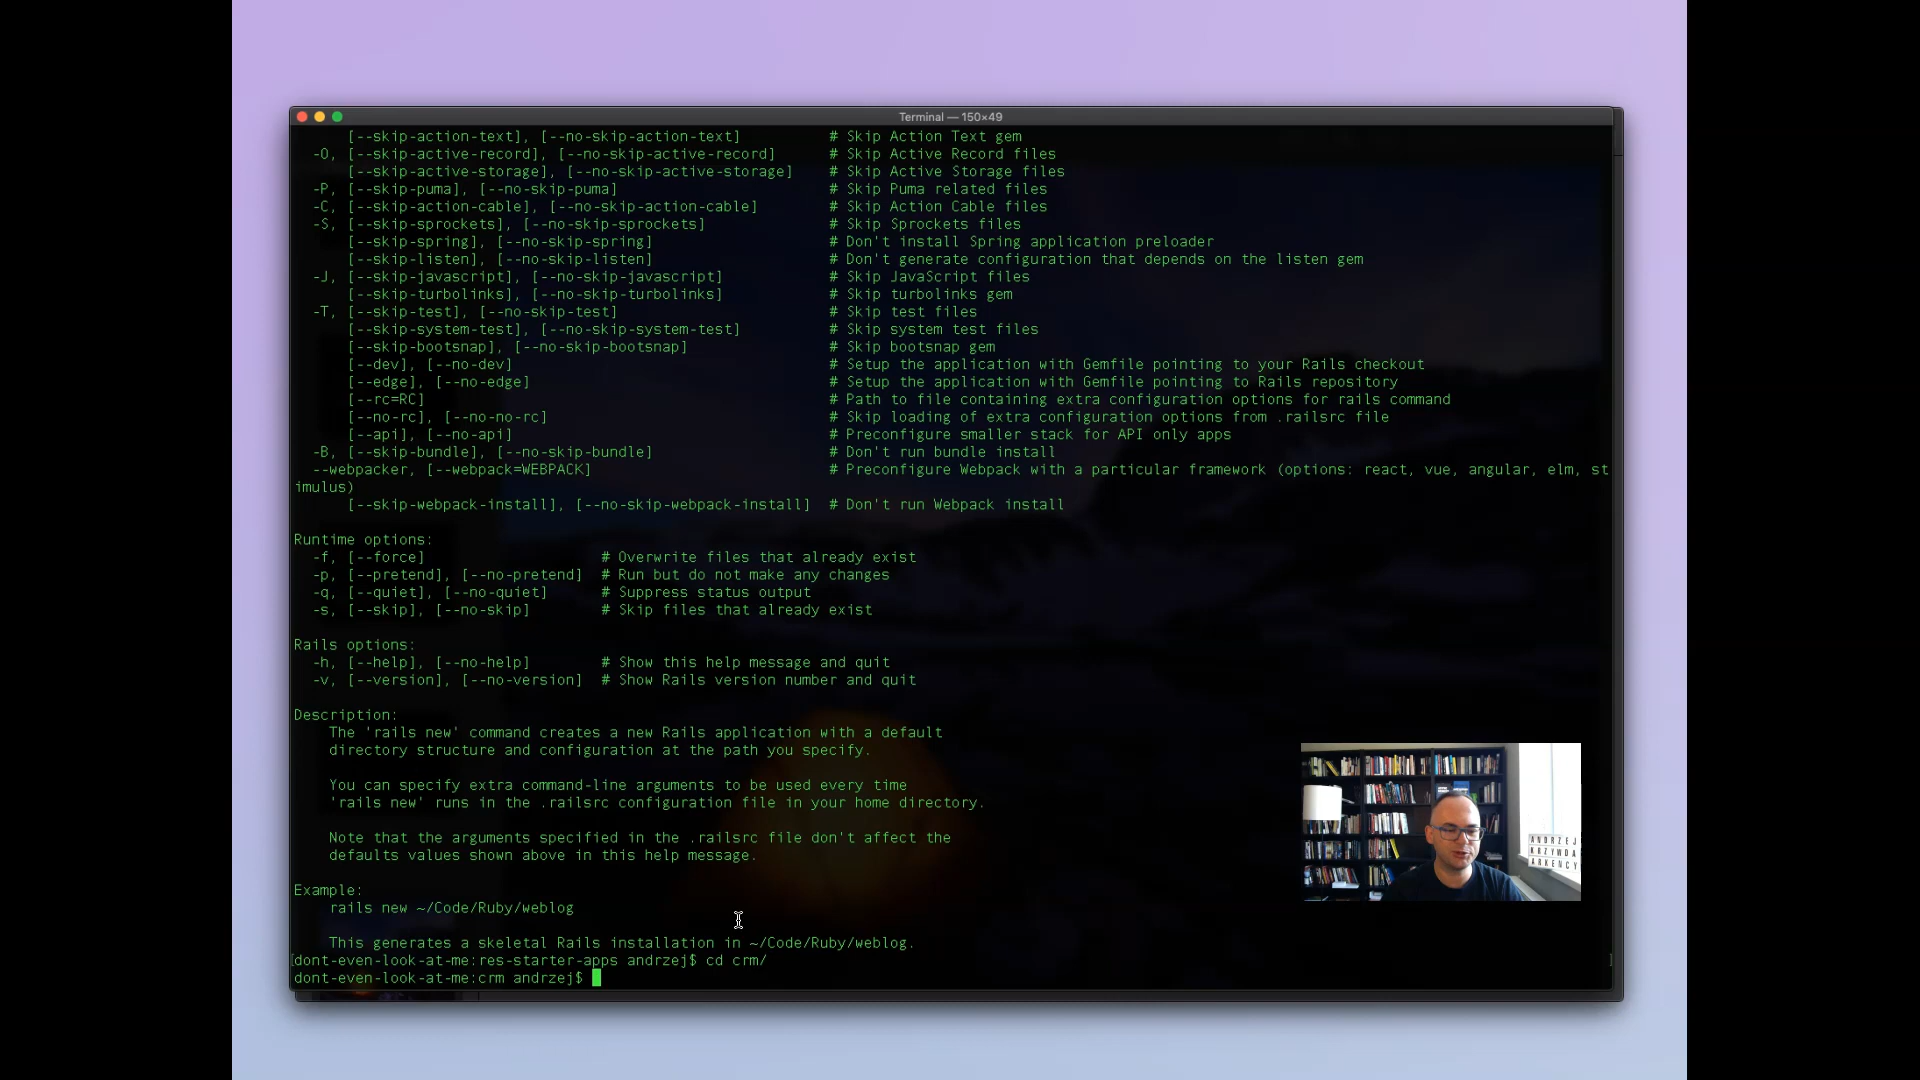 Terminal — 150×49
[--skip-action-text], [--no-skip-action-text] # Skip Action Text gem
-O, [--skip-active-record], [--no-skip-active-record] # Skip Active Record files
[--skip-active-storage], [--no-skip-active-storage] # Skip Active Storage files
-P, [--skip-puma], [--no-skip-puma] # Skip Puma related files
-C, [--skip-action-cable], [--no-skip-action-cable] # Skip Action Cable files
-S, [--skip-sprockets], [--no-skip-sprockets] # Skip Sprockets files
[--skip-spring], [--no-skip-spring] # Don't install Spring application preloader
[--skip-listen], [--no-skip-listen] # Don't generate configuration that depends on the listen gem
-J, [--skip-javascript], [--no-skip-javascript] # Skip JavaScript files
[--skip-turbolinks], [--no-skip-turbolinks] # Skip turbolinks gem
-T, [--skip-test], [--no-skip-test] # Skip test files
[--skip-system-test], [--no-skip-system-test] # Skip system test files
[--skip-bootsnap], [--no-skip-bootsnap] # Skip bootsnap gem
[--dev], [--no-dev] # Setup the application with Gemfile pointing to your Rails checkout
[--edge], [--no-edge] # Setup the application with Gemfile pointing to Rails repository
[--rc=RC] # Path to file containing extra configuration options for rails command
[--no-rc], [--no-no-rc] # Skip loading of extra configuration options from .railsrc file
[--api], [--no-api] # Preconfigure smaller stack for API only apps
-B, [--skip-bundle], [--no-skip-bundle] # Don't run bundle install
--webpacker, [--webpack=WEBPACK] # Preconfigure Webpack with a particular framework (options: react, vue, angular, elm, st
imulus)
[--skip-webpack-install], [--no-skip-webpack-install] # Don't run Webpack install
Runtime options:
-f, [--force] # Overwrite files that already exist
-p, [--pretend], [--no-pretend] # Run but do not make any changes
-q, [--quiet], [--no-quiet] # Suppress status output
-s, [--skip], [--no-skip] # Skip files that already exist
Rails options:
-h, [--help], [--no-help] # Show this help message and quit
-v, [--version], [--no-version] # Show Rails version number and quit
Description:
The 'rails new' command creates a new Rails application with a default
directory structure and configuration at the path you specify.
You can specify extra command-line arguments to be used every time
'rails new' runs in the .railsrc configuration file in your home directory.
Note that the arguments specified in the .railsrc file don't affect the
defaults values shown above in this help message.
Example:
rails new ~/Code/Ruby/weblog
This generates a skeletal Rails installation in ~/Code/Ruby/weblog.
[dont-even-look-at-me:res-starter-apps andrzej$ cd crm/ ]
dont-even-look-at-me:crm andrzej$
ANDRZEJ
KRZYWDA
ARKENCY